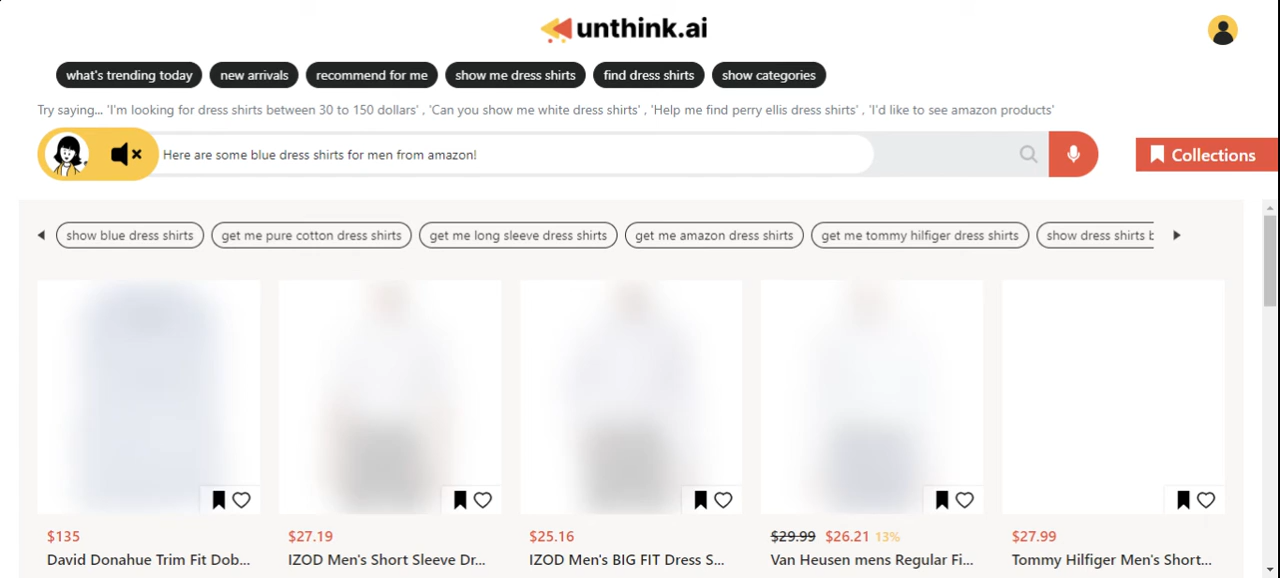 unthink.ai
what's trending today new arrivals recommend for me show me dress shirts find dress shirts show categories
Try saying... 'I'm looking for dress shirts between 30 to 150 dollars' , 'Can you show me white dress shirts' , 'Help me find perry ellis dress shirts' , 'I'd like to see amazon products'
Here are some blue dress shirts for men from amazon!
Collections
show blue dress shirts get me pure cotton dress shirts get me long sleeve dress shirts get me amazon dress shirts get me tommy hilfiger dress shirts show dress shirts b
$135 $27.19 $25.16 $29.99 $26.21 13% $27.99
David Donahue Trim Fit Dob... IZOD Men's Short Sleeve Dr... IZOD Men's BIG FIT Dress S... Van Heusen mens Regular Fi... Tommy Hilfiger Men's Short...